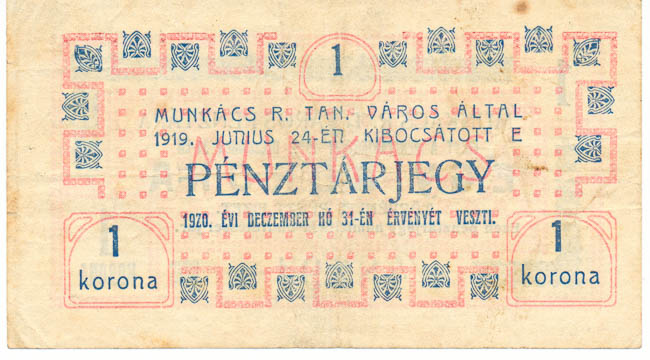 1
MUNKÁCS R. TAN. VÁROS ÁLTAL
1919. JUNIUS 24-ÉN KIBOCSÁTOTT E
MUNKÁCS
PÉNZTÁRJEGY
1920. ÉVI DECZEMBER HÓ 31-ÉN ÉRVÉNYÉT VESZTI.
1
korona
1
korona